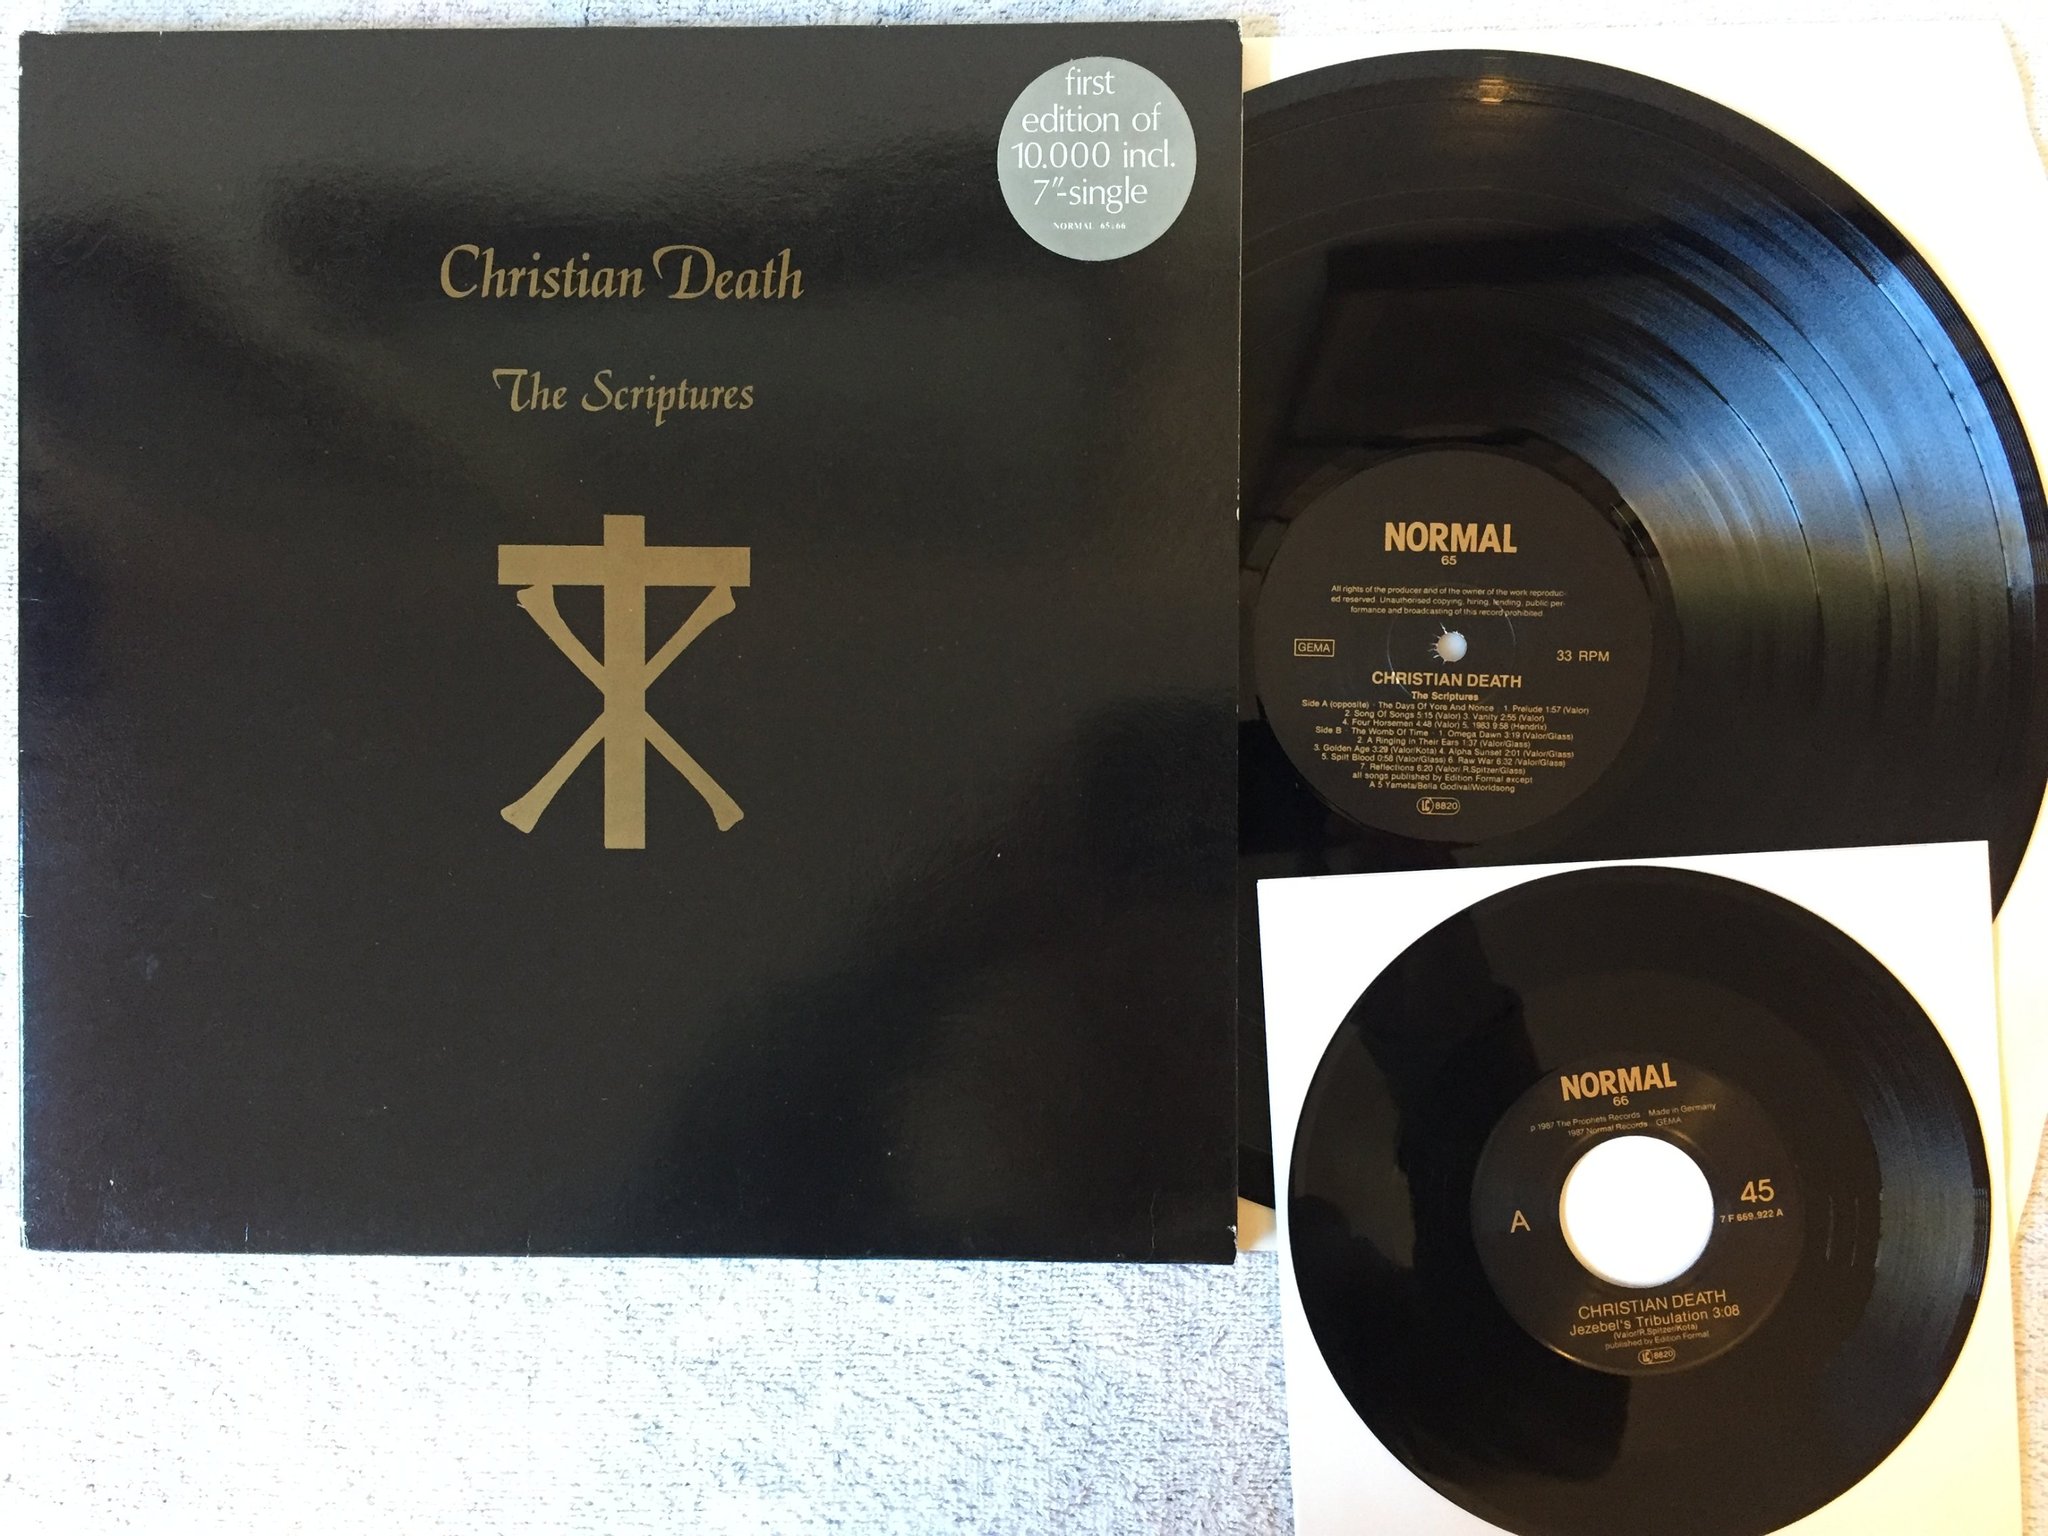 Christian Death
The Scriptures
first
edition of
10.000 incl.
7"-single
NORMAL 65+66
NORMAL
65
All rights of the producer and of the owner of the work reproduc-
ed reserved. Unauthorised copying, hiring, lending, public per-
formance and broadcasting of this record prohibited.
GEMA
33 RPM
CHRISTIAN DEATH
The Scriptures
Side A (opposite) · The Days Of Yore And Nonce · 1. Prelude 1:57 (Valor)
2. Song Of Songs 5:15 (Valor) 3. Vanity 2:55 (Valor)
4. Four Horsemen 4:48 (Valor) 5. 1983 9:58 (Hendrix)
Side B · The Womb Of Time · 1. Omega Dawn 3:19 (Valor/Glass)
2. A Ringing In Their Ears 1:37 (Valor/Glass)
3. Golden Age 3:29 (Valor/Kota) 4. Alpha Sunset 2:01 (Valor/Glass)
5. Spilt Blood 0:58 (Valor/Glass) 6. Raw War 6:32 (Valor/Glass)
7. Reflections 6:20 (Valor/ R.Spitzer/Glass)
all songs published by Edition Formal except
A 5 Yameta/Bella Godiva/Worldsong
LC 8820
NORMAL
66
p 1987 The Prophets Records Made in Germany
1987 Normal Records GEMA
45
7 F 669.922 A
A
CHRISTIAN DEATH
Jezebel's Tribulation 3:08
(Valor/R.Spitzer/Kota)
published by Edition Formal
LC 8820